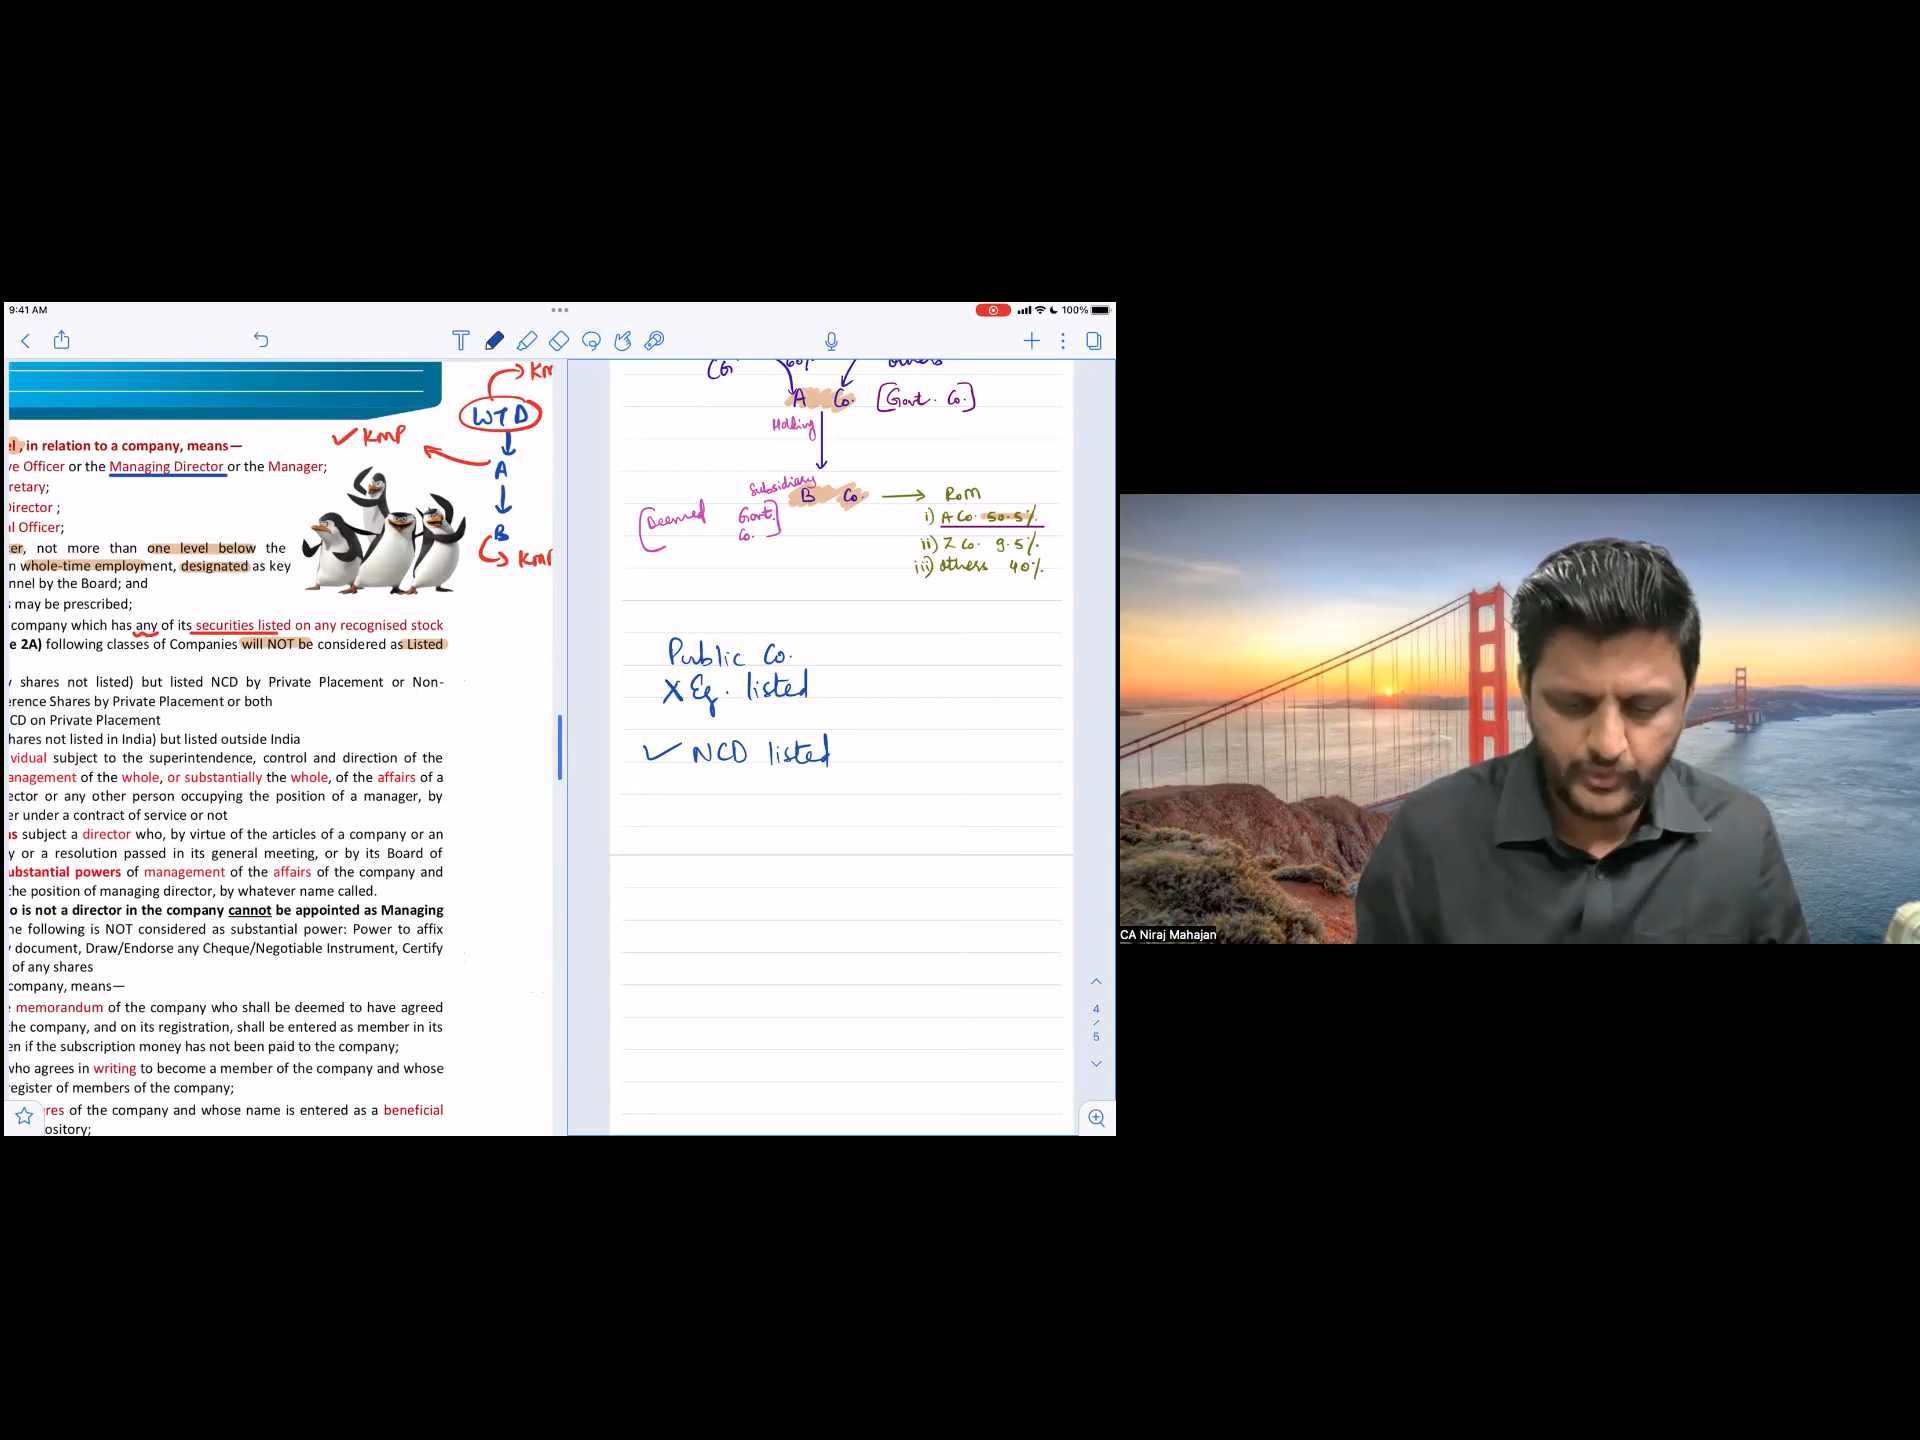 9:41 AM
100%
KMP
WTD
✓ KMP
A
B
KMP
, in relation to a company, means—
ve Officer or the Managing Director or the Manager;
retary;
Director ;
l Officer;
cer, not more than one level below the
n whole-time employment, designated as key
nnel by the Board; and
s may be prescribed;
company which has any of its securities listed on any recognised stock
e 2A) following classes of Companies will NOT be considered as Listed
y shares not listed) but listed NCD by Private Placement or Non-
erence Shares by Private Placement or both
CD on Private Placement
hares not listed in India) but listed outside India
vidual subject to the superintendence, control and direction of the
anagement of the whole, or substantially the whole, of the affairs of a
ector or any other person occupying the position of a manager, by
er under a contract of service or not
ns subject a director who, by virtue of the articles of a company or an
y or a resolution passed in its general meeting, or by its Board of
ubstantial powers of management of the affairs of the company and
the position of managing director, by whatever name called.
o is not a director in the company cannot be appointed as Managing
he following is NOT considered as substantial power: Power to affix
y document, Draw/Endorse any Cheque/Negotiable Instrument, Certify
of any shares
company, means—
e memorandum of the company who shall be deemed to have agreed
the company, and on its registration, shall be entered as member in its
en if the subscription money has not been paid to the company;
who agrees in writing to become a member of the company and whose
register of members of the company;
res of the company and whose name is entered as a beneficial
ository;
CG 60% others
A Co. [Govt. Co.]
Holding
Subsidiary
B Co. → ROM
[Deemed Govt. Co.]
i) A Co. 50.5%
ii) Z Co. 9.5%
iii) others 40%
Public Co.
X Eq. listed
✓ NCD listed
4
/
5
CA Niraj Mahajan